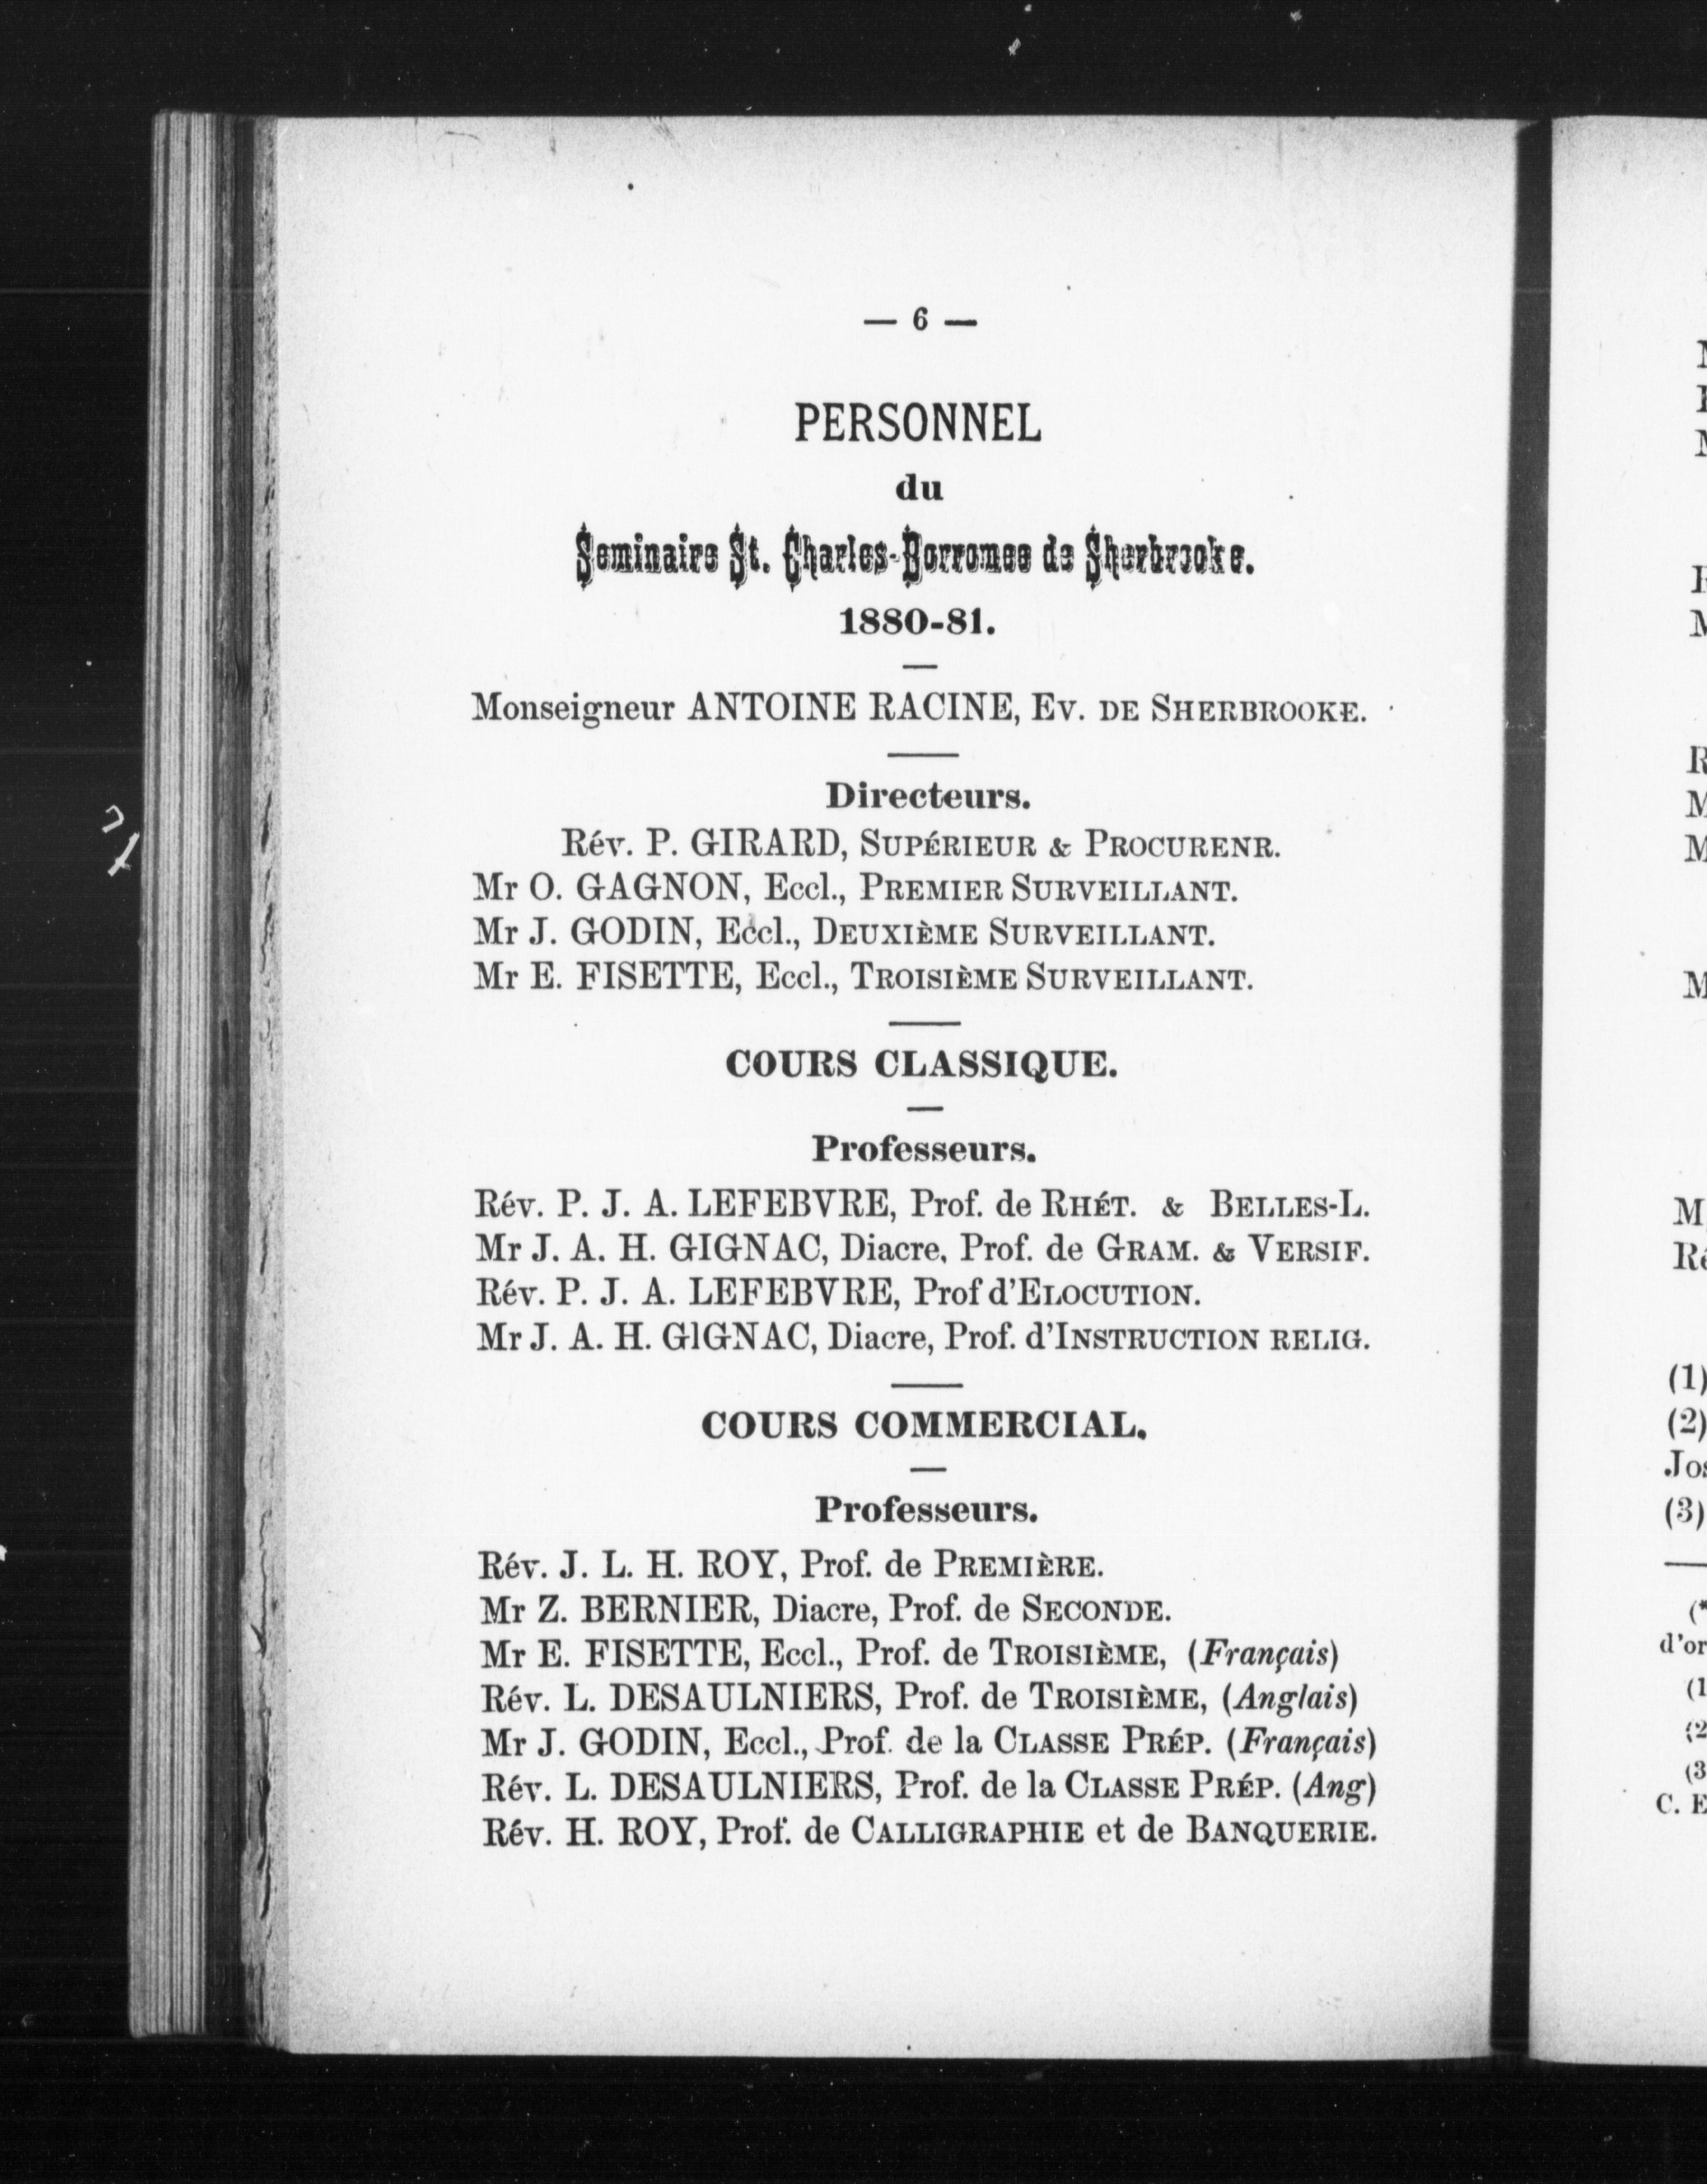 — 6 —
PERSONNEL
du
Seminaire St. Charles-Borromee de Sherbrooke.
1880-81.
Monseigneur ANTOINE RACINE, Ev. de Sherbrooke.
Directeurs.
Rév. P. GIRARD, Supérieur & Procurenr.
Mr O. GAGNON, Eccl., Premier Surveillant.
Mr J. GODIN, Eccl., Deuxième Surveillant.
Mr E. FISETTE, Eccl., Troisième Surveillant.
COURS CLASSIQUE.
Professeurs.
Rév. P. J. A. LEFEBVRE, Prof. de Rhét. & Belles-L.
Mr J. A. H. GIGNAC, Diacre, Prof. de Gram. & Versif.
Rév. P. J. A. LEFEBVRE, Prof d'Elocution.
Mr J. A. H. GIGNAC, Diacre, Prof. d'Instruction relig.
COURS COMMERCIAL.
Professeurs.
Rév. J. L. H. ROY, Prof. de Première.
Mr Z. BERNIER, Diacre, Prof. de Seconde.
Mr E. FISETTE, Eccl., Prof. de Troisième, (Français)
Rév. L. DESAULNIERS, Prof. de Troisième, (Anglais)
Mr J. GODIN, Eccl., Prof. de la Classe Prép. (Français)
Rév. L. DESAULNIERS, Prof. de la Classe Prép. (Ang)
Rév. H. ROY, Prof. de Calligraphie et de Banquerie.
(1)
(2)
(3)